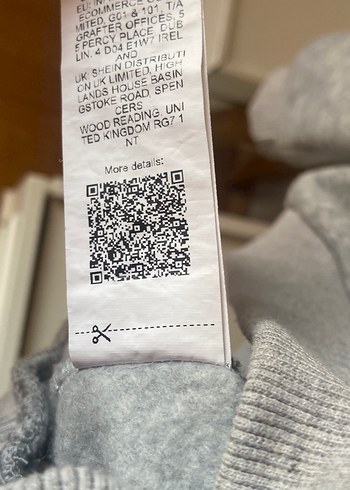 ECOMMERCE CO
MITED, G01 & 101, T/A
GRAFTER OFFICES, 5
5 PERCY PLACE, DUB
LIN, 4 D04 E1W7 IREL
AND
UK: SHEIN DISTRIBUTI
ON UK LIMITED, HIGH
LANDS HOUSE BASIN
GSTOKE ROAD, SPEN
CERS
WOOD READING, UNI
TED KINGDOM RG7 1
NT
More details: